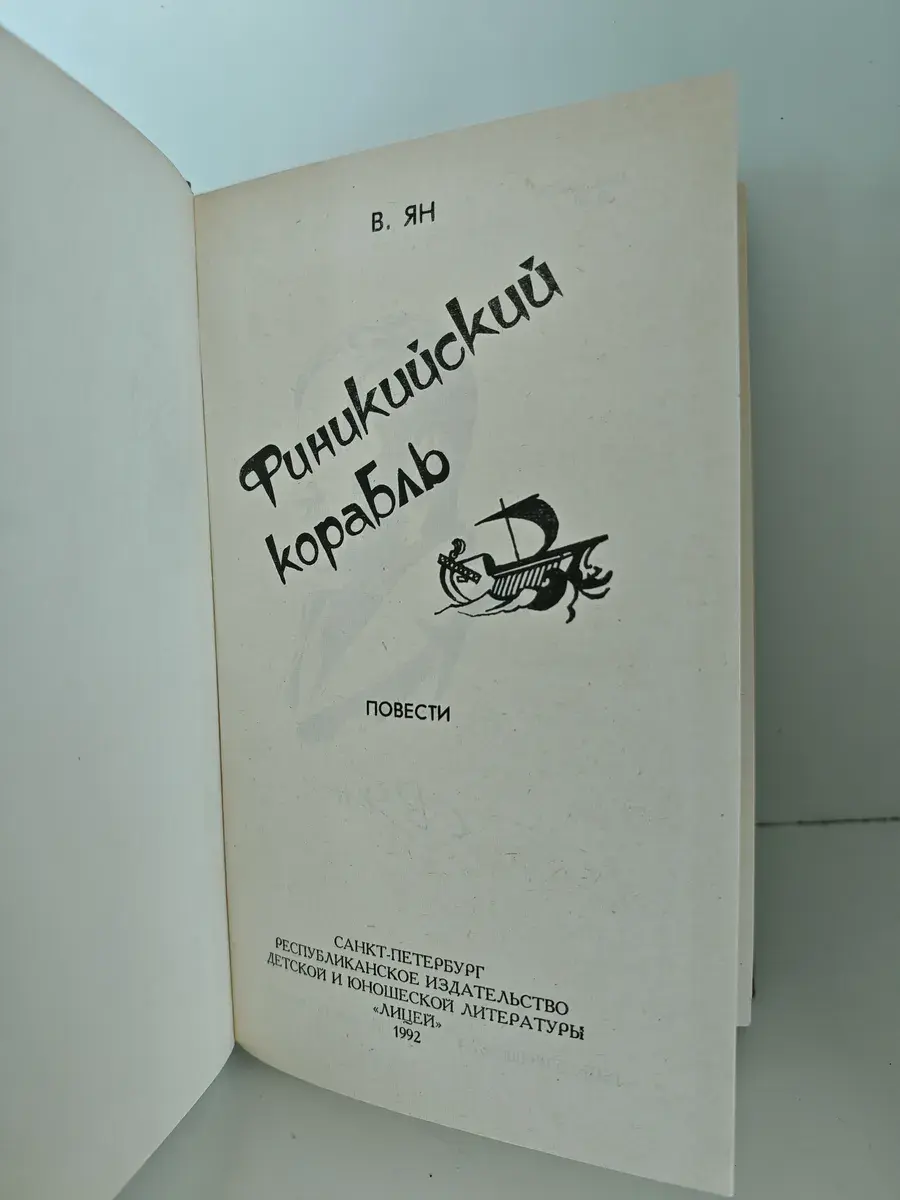 В. ЯН
Финикийский
корабль
ПОВЕСТИ
САНКТ-ПЕТЕРБУРГ
РЕСПУБЛИКАНСКОЕ ИЗДАТЕЛЬСТВО
ДЕТСКОЙ И ЮНОШЕСКОЙ ЛИТЕРАТУРЫ
«ЛИЦЕЙ»
1992